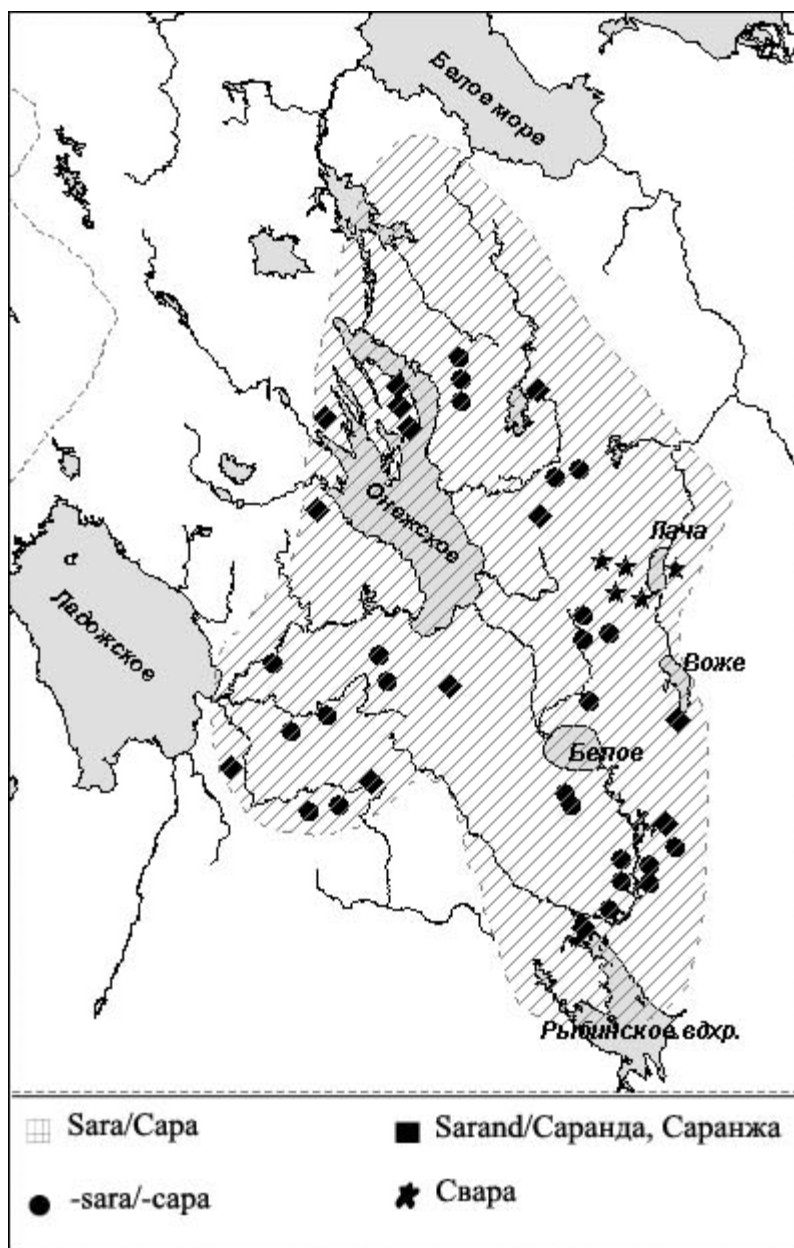 Белое море
Онежское
Лача
Ладожское
Воже
Белое
Рыбинское вдхр.
Sara/Сара
Sarand/Саранда, Саранжа
-sara/-сара
Свара